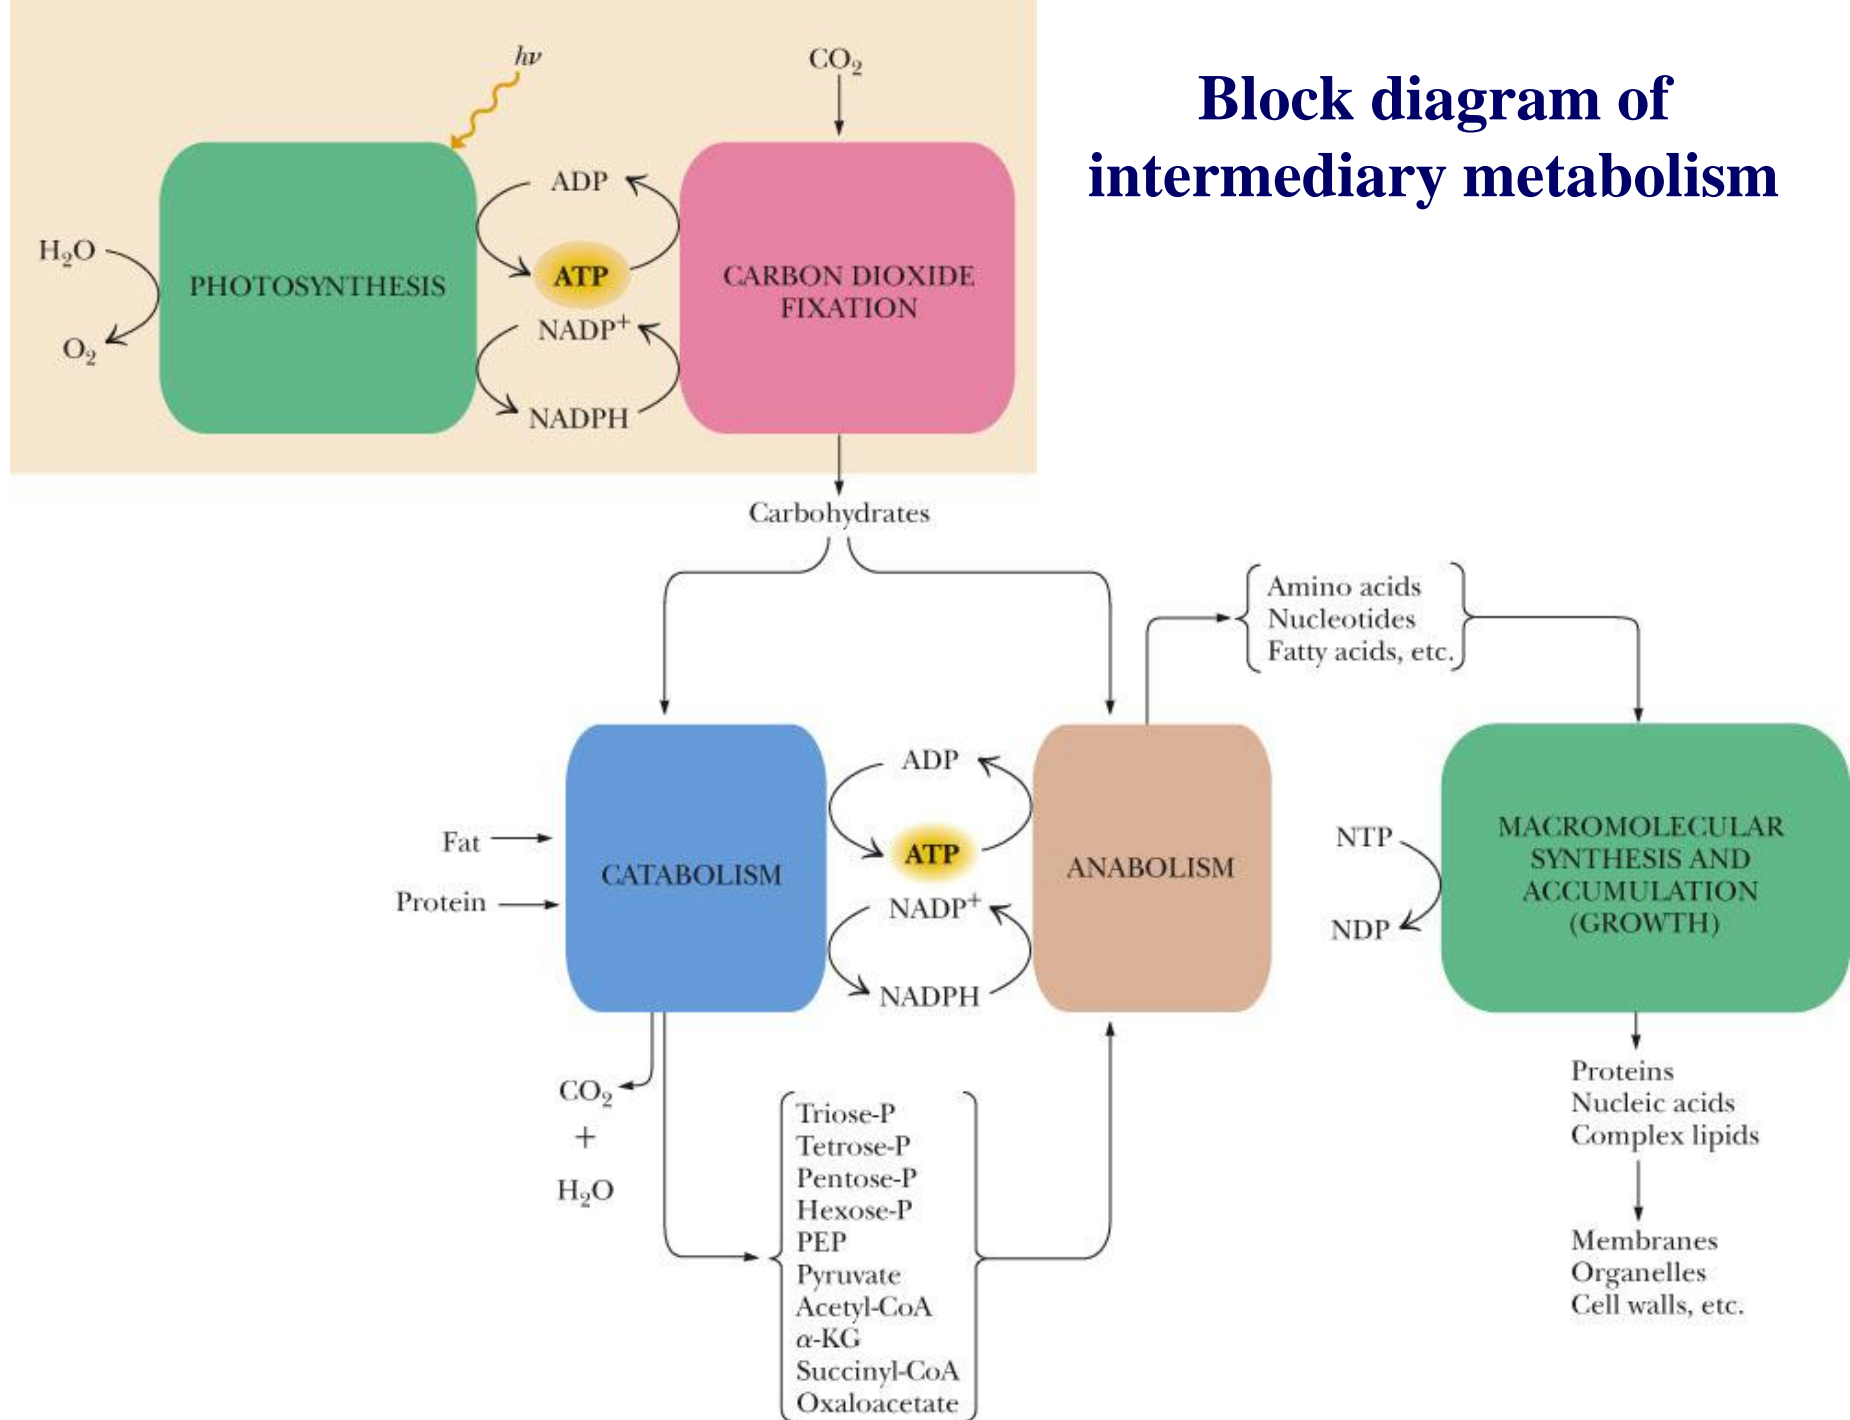 Block diagram of
intermediary metabolism
hν
CO₂
H₂O
O₂
PHOTOSYNTHESIS
ADP
ATP
NADP⁺
NADPH
CARBON DIOXIDE
FIXATION
Carbohydrates
Amino acids
Nucleotides
Fatty acids, etc.
Fat
Protein
CATABOLISM
ADP
ATP
NADP⁺
NADPH
ANABOLISM
NTP
NDP
MACROMOLECULAR
SYNTHESIS AND
ACCUMULATION
(GROWTH)
CO₂
+
H₂O
Triose-P
Tetrose-P
Pentose-P
Hexose-P
PEP
Pyruvate
Acetyl-CoA
α-KG
Succinyl-CoA
Oxaloacetate
Proteins
Nucleic acids
Complex lipids
Membranes
Organelles
Cell walls, etc.